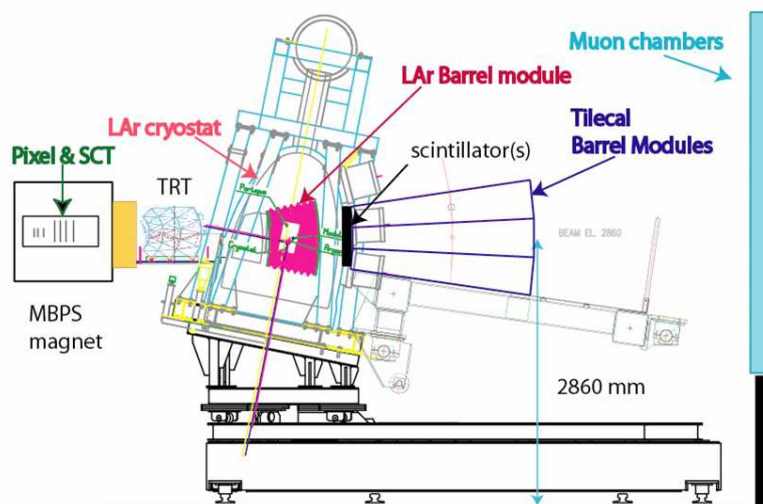 Muon chambers
LAr Barrel module
Tilecal
Barrel Modules
LAr cryostat
scintillator(s)
Pixel & SCT
TRT
Cryostat
BEAM EL. 2860
MBPS
magnet
2860 mm